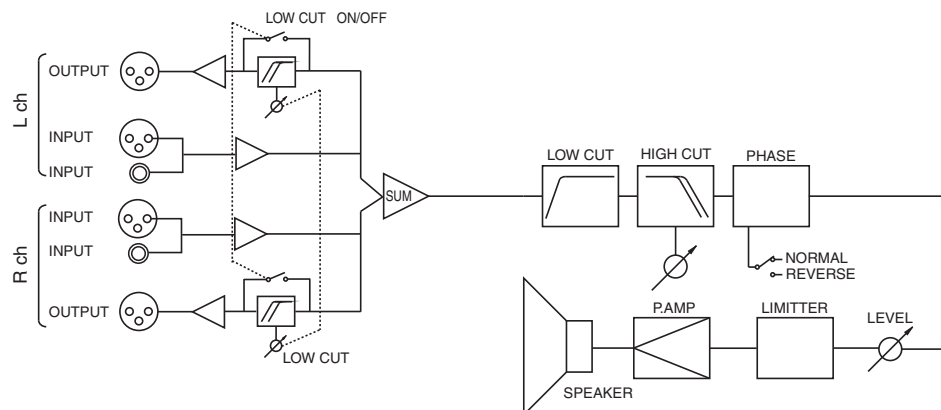 LOW CUT ON/OFF
L ch
OUTPUT
INPUT
INPUT
R ch
INPUT
INPUT
OUTPUT
LOW CUT
SUM
LOW CUT
HIGH CUT
PHASE
NORMAL
REVERSE
SPEAKER
P.AMP
LIMITTER
LEVEL